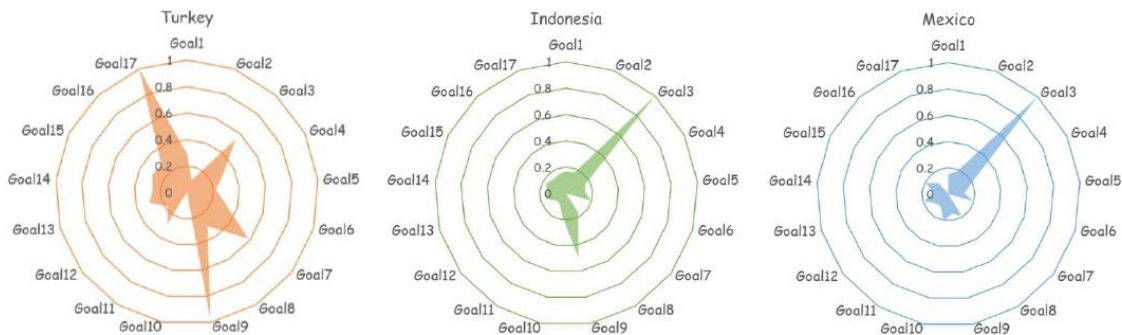 Turkey
Goal1
Goal2
Goal3
Goal4
Goal5
Goal6
Goal7
Goal8
Goal9
Goal10
Goal11
Goal12
Goal13
Goal14
Goal15
Goal16
Goal17
1
0.8
0.6
0.4
0.2
0
Indonesia
Goal1
Goal2
Goal3
Goal4
Goal5
Goal6
Goal7
Goal8
Goal9
Goal10
Goal11
Goal12
Goal13
Goal14
Goal15
Goal16
Goal17
1
0.8
0.6
0.4
0.2
0
Mexico
Goal1
Goal2
Goal3
Goal4
Goal5
Goal6
Goal7
Goal8
Goal9
Goal10
Goal11
Goal12
Goal13
Goal14
Goal15
Goal16
Goal17
1
0.8
0.6
0.4
0.2
0